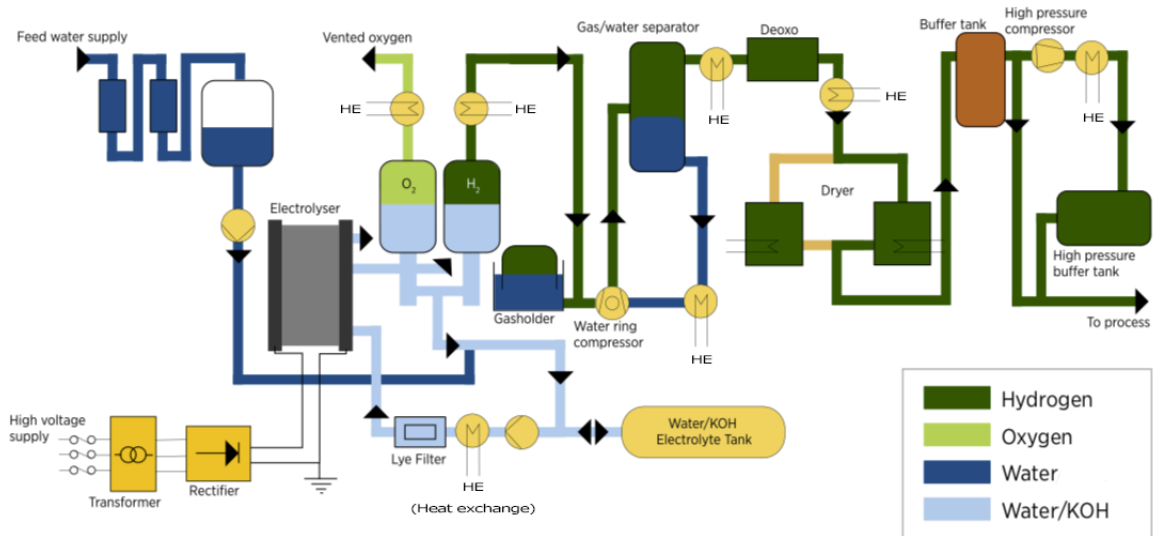 Feed water supply
Vented oxygen
HE
HE
O₂
H₂
Electrolyser
Gasholder
Gas/water separator
Water ring
compressor
HE
HE
Deoxo
HE
Dryer
Buffer tank
High pressure
compressor
HE
High pressure
buffer tank
To process
High voltage
supply
Transformer
Rectifier
Lye Filter
HE
(Heat exchange)
Water/KOH
Electrolyte Tank
Hydrogen
Oxygen
Water
Water/KOH